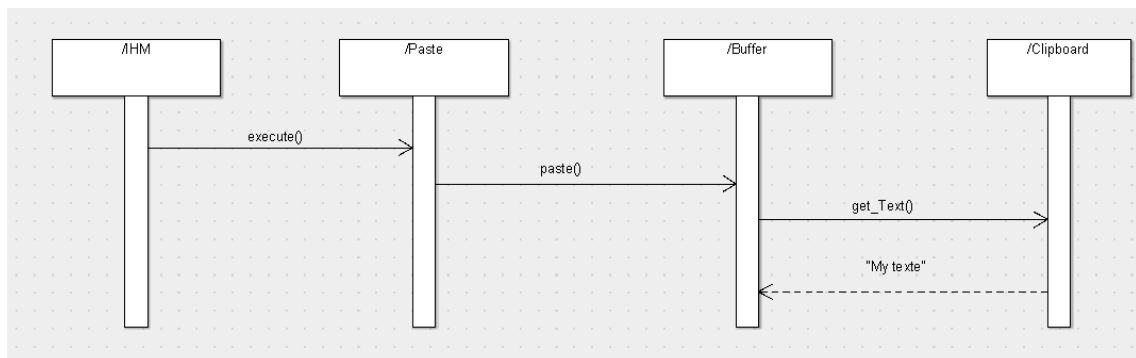 /IHM
/Paste
/Buffer
/Clipboard
execute()
paste()
get_Text()
"My texte"